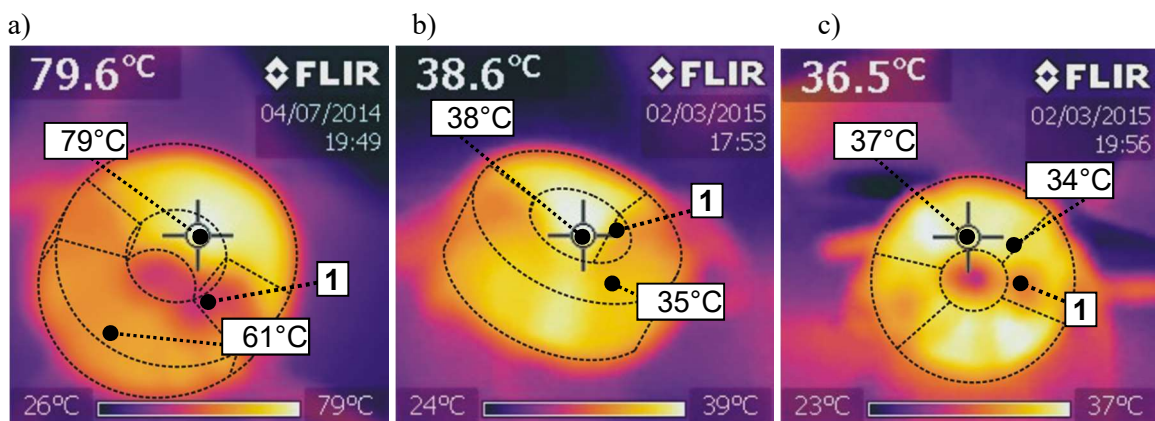 a)
79.6°C
FLIR
04/07/2014
19:49
79°C
1
61°C
26°C
79°C
b)
38.6°C
FLIR
02/03/2015
17:53
38°C
1
35°C
24°C
39°C
c)
36.5°C
FLIR
02/03/2015
19:56
37°C
34°C
1
23°C
37°C